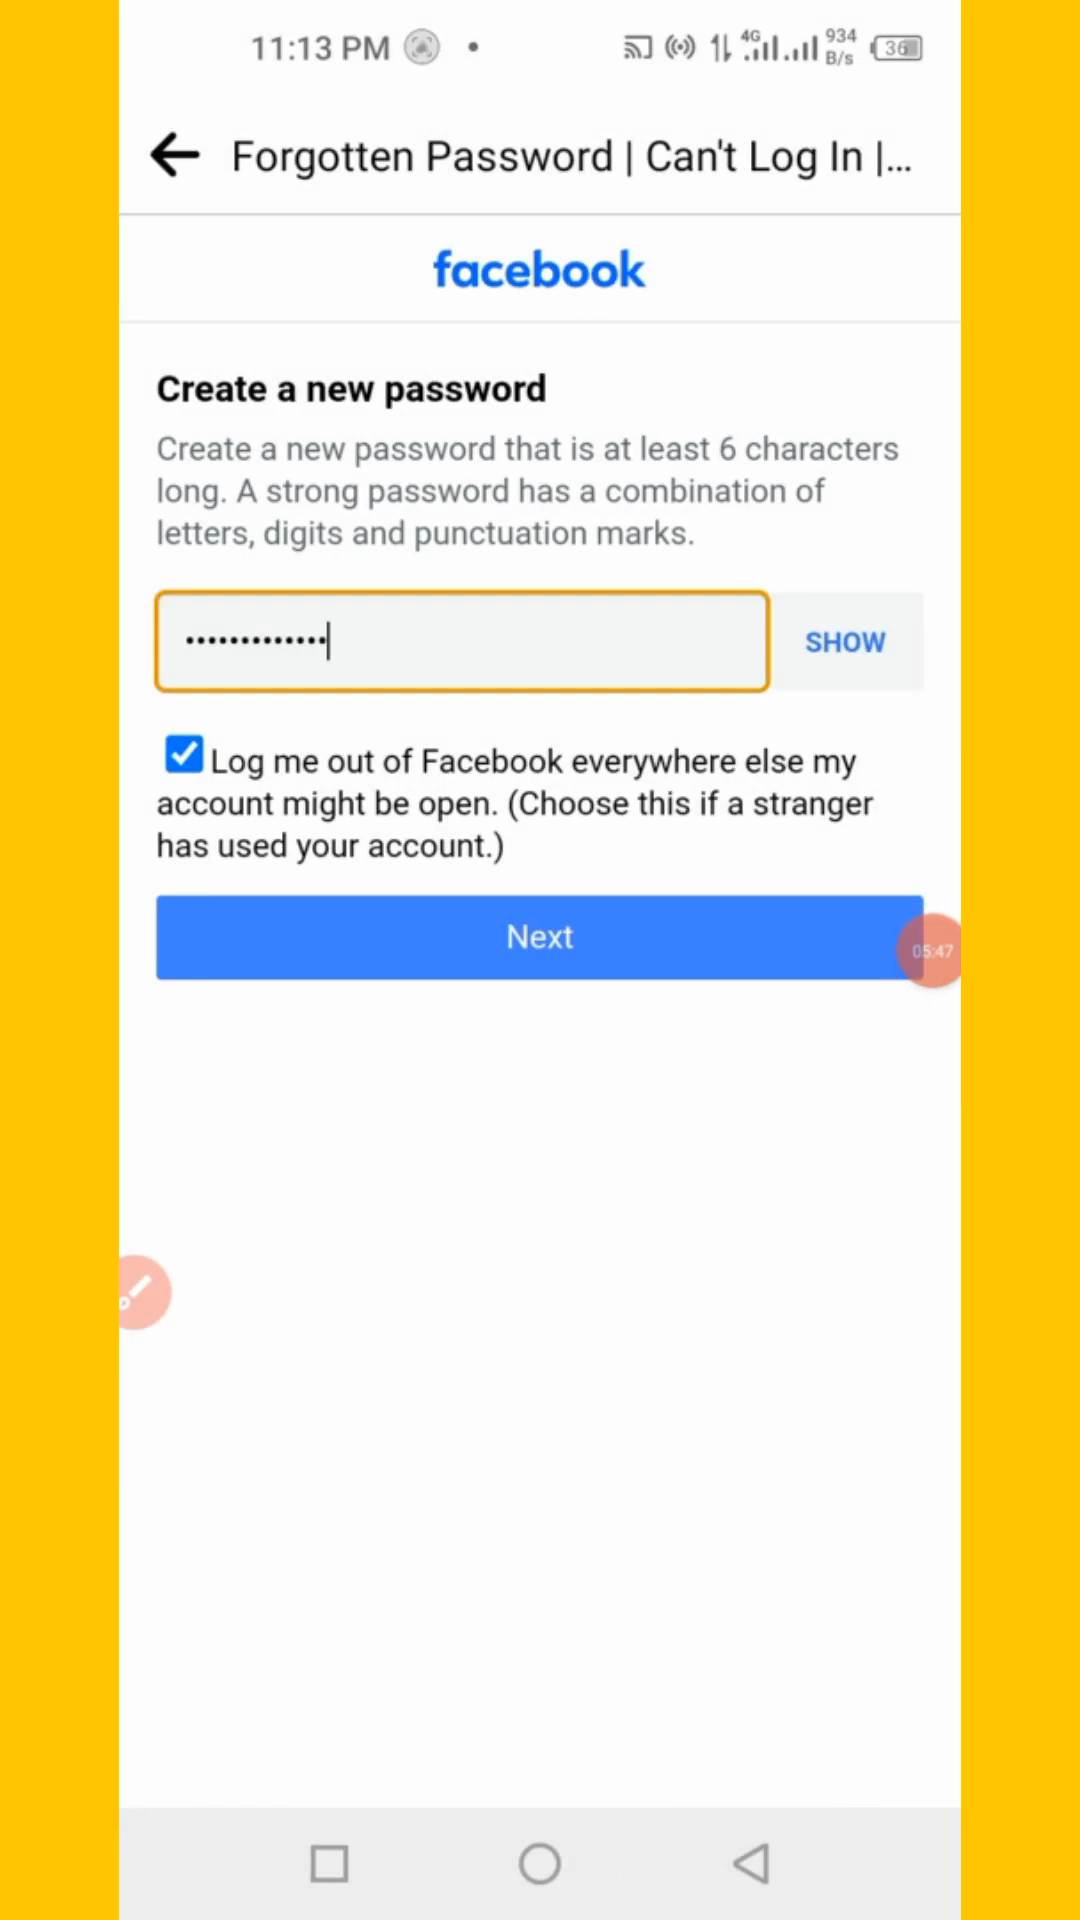 11:13 PM
4G 934 B/s 36
Forgotten Password | Can't Log In |...
facebook
Create a new password
Create a new password that is at least 6 characters
long. A strong password has a combination of
letters, digits and punctuation marks.
•••••••••••••
SHOW
Log me out of Facebook everywhere else my
account might be open. (Choose this if a stranger
has used your account.)
Next
05:47